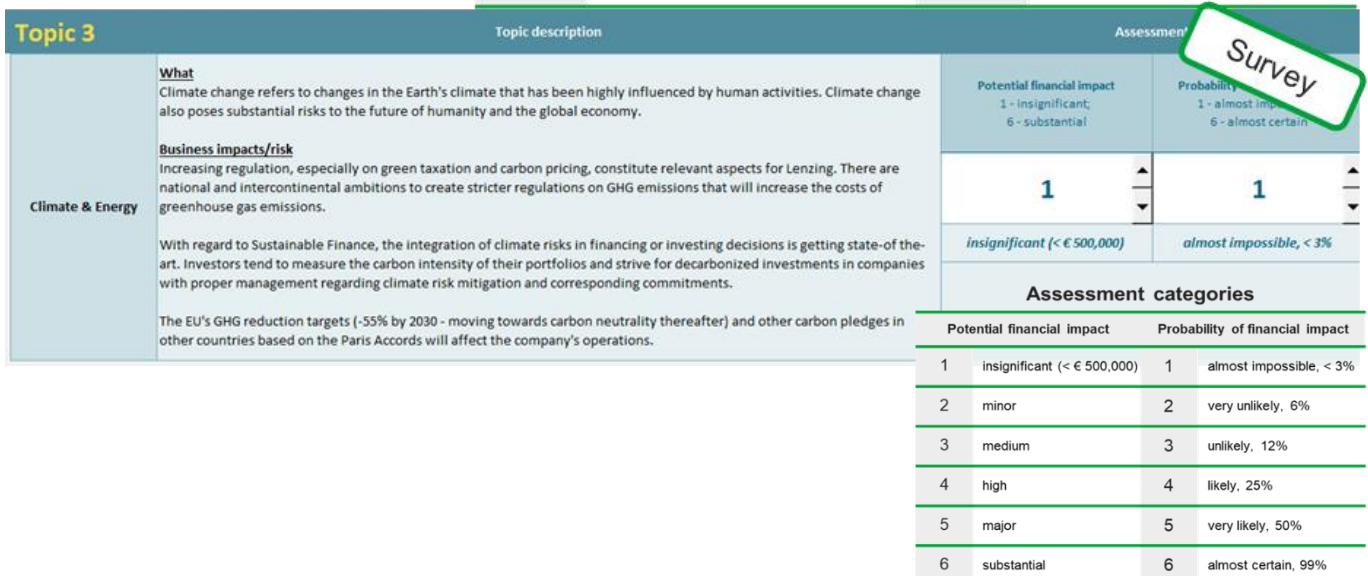 Topic 3
Topic description
Assessment
Survey
Climate & Energy
What
Climate change refers to changes in the Earth's climate that has been highly influenced by human activities. Climate change
also poses substantial risks to the future of humanity and the global economy.
Business impacts/risk
Increasing regulation, especially on green taxation and carbon pricing, constitute relevant aspects for Lenzing. There are
national and intercontinental ambitions to create stricter regulations on GHG emissions that will increase the costs of
greenhouse gas emissions.
With regard to Sustainable Finance, the integration of climate risks in financing or investing decisions is getting state-of the-
art. Investors tend to measure the carbon intensity of their portfolios and strive for decarbonized investments in companies
with proper management regarding climate risk mitigation and corresponding commitments.
The EU's GHG reduction targets (-55% by 2030 - moving towards carbon neutrality thereafter) and other carbon pledges in
other countries based on the Paris Accords will affect the company's operations.
Potential financial impact
1 - insignificant;
6 - substantial
Probability
1 - almost
6 - almost certain
1
1
insignificant (< € 500,000)
almost impossible, < 3%
Assessment categories
Potential financial impact Probability of financial impact
1 insignificant (< € 500,000) 1 almost impossible, < 3%
2 minor 2 very unlikely, 6%
3 medium 3 unlikely, 12%
4 high 4 likely, 25%
5 major 5 very likely, 50%
6 substantial 6 almost certain, 99%